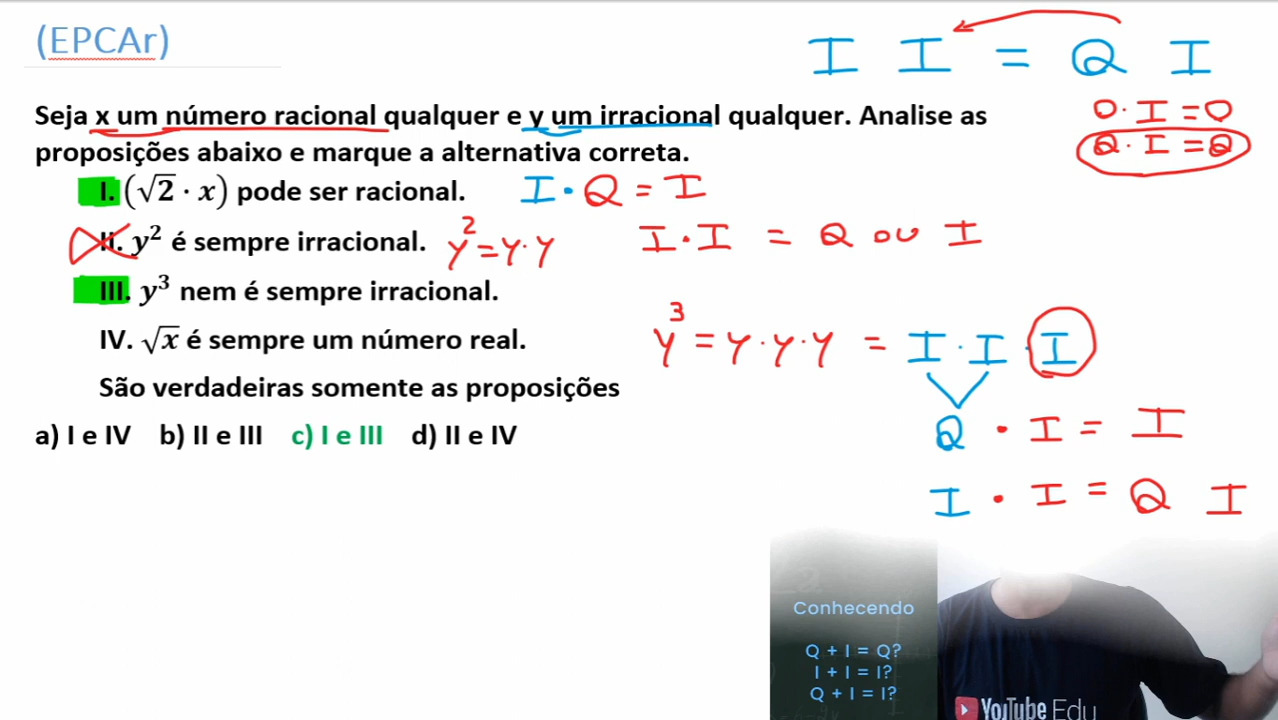 (EPCAr)
I I = Q I
0 · I = 0
Q · I = Q
Seja x um número racional qualquer e y um irracional qualquer. Analise as
proposições abaixo e marque a alternativa correta.
I. (√2 · x) pode ser racional. I · Q = I
II. y² é sempre irracional. y² = y · y I · I = Q ou I
III. y³ nem é sempre irracional.
y³ = y · y · y = I · I · I
IV. √x é sempre um número real.
São verdadeiras somente as proposições
Q · I = I
a) I e IV b) II e III c) I e III d) II e IV
I · I = Q I
Conhecendo
Q + I = Q?
I + I = I?
Q + I = I?
YouTube Edu